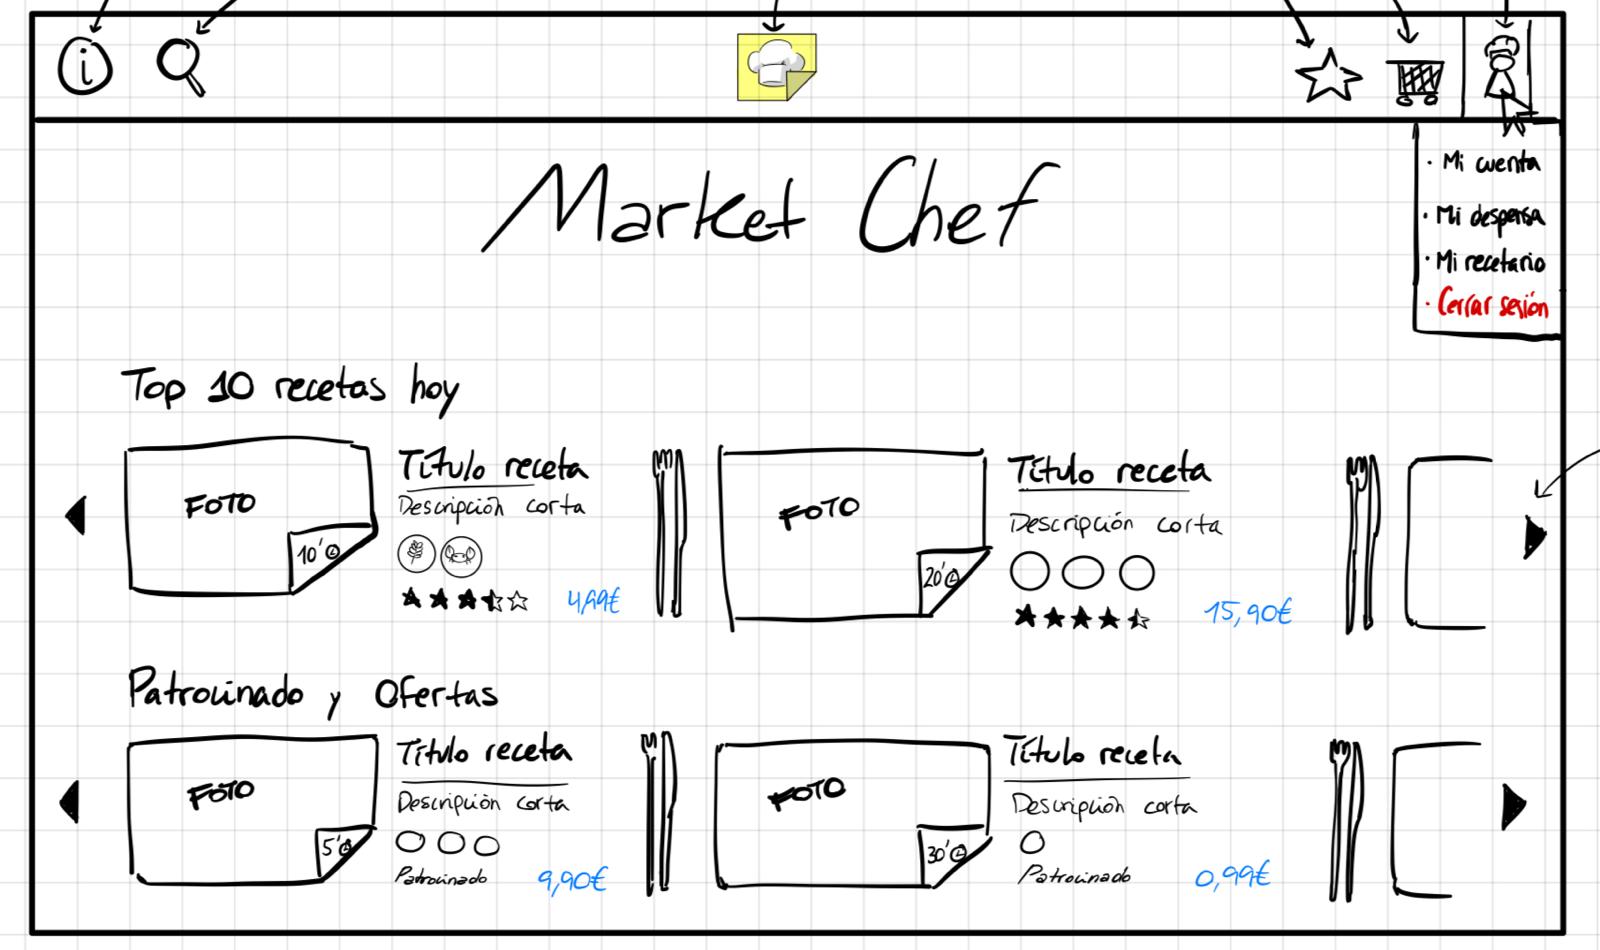 i
Market Chef
· Mi cuenta
· Mi despensa
· Mi recetario
· Cerrar sesión
Top 10 recetas hoy
FOTO
10'
Título receta
Descripción corta
4,99€
FOTO
20'
Título receta
Descripción corta
15,90€
Patrocinado y Ofertas
FOTO
5'
Título receta
Descripción corta
Patrocinado
9,90€
FOTO
30'
Título receta
Descripción corta
Patrocinado
0,99€